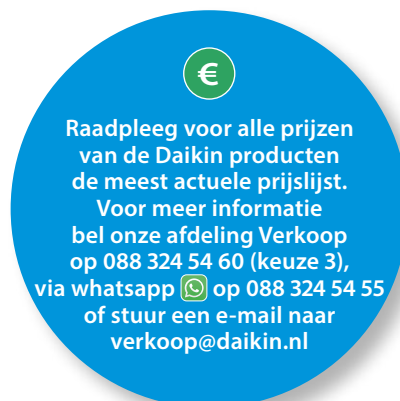 €
Raadpleeg voor alle prijzen
van de Daikin producten
de meest actuele prijslijst.
Voor meer informatie
bel onze afdeling Verkoop
op 088 324 54 60 (keuze 3),
via whatsapp op 088 324 54 55
of stuur een e-mail naar
verkoop@daikin.nl